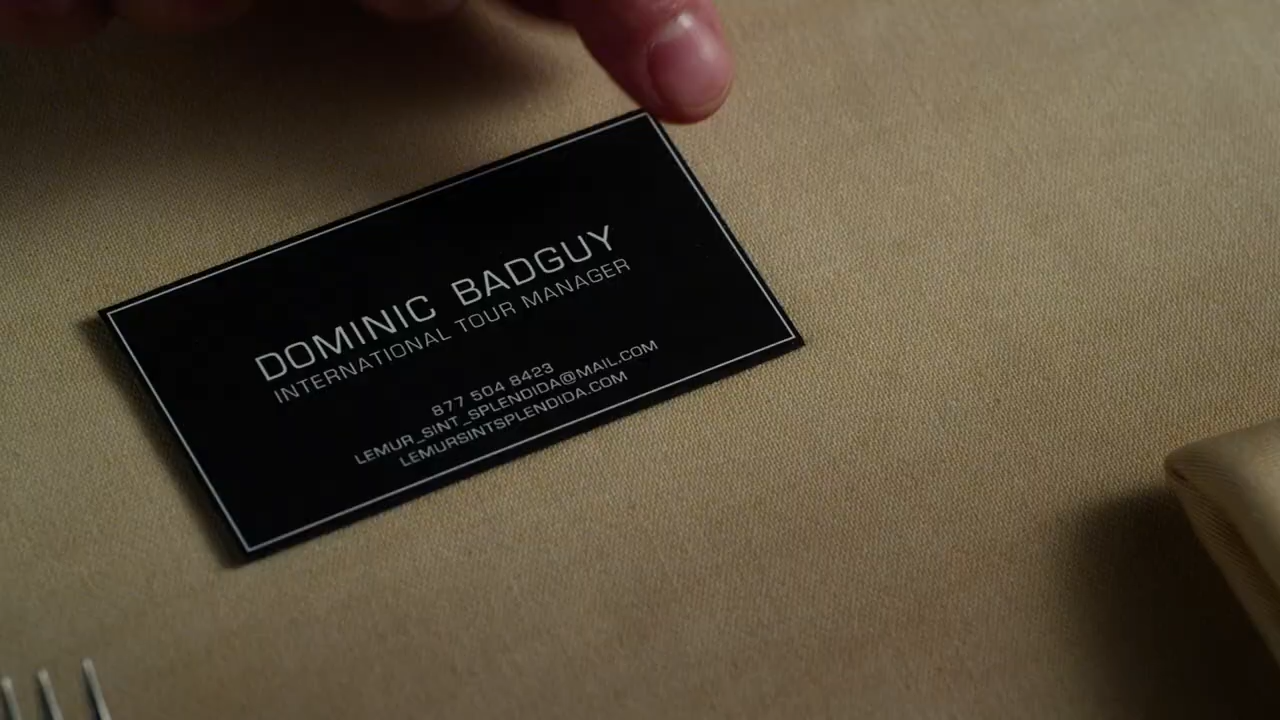 DOMINIC BADGUY
INTERNATIONAL TOUR MANAGER
877 504 8423
LEMUR_SINT_SPLENDIDA@MAIL.COM
LEMURSINTSPLENDIDA.COM